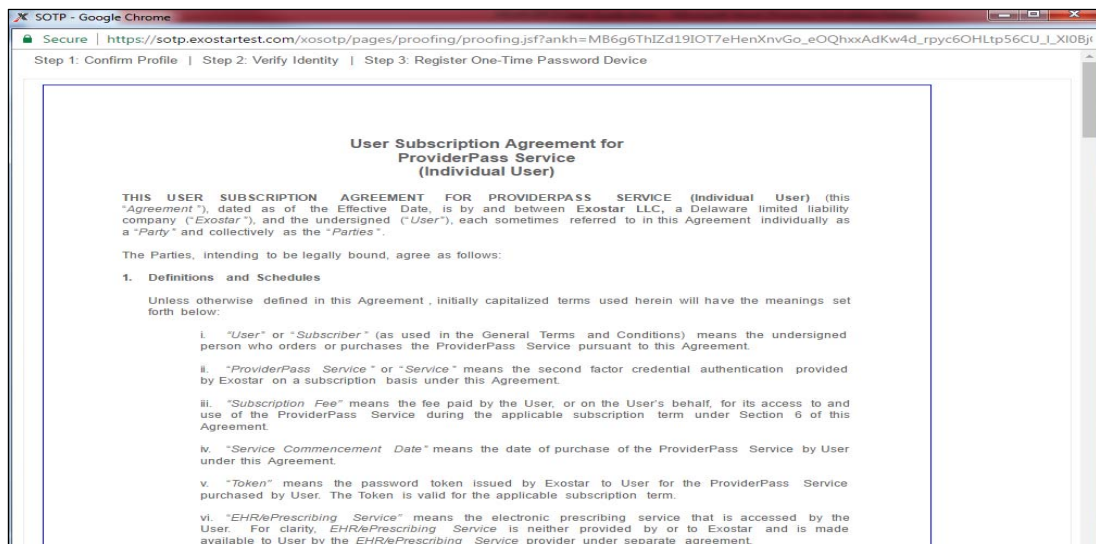 SOTP - Google Chrome
Secure | https://sotp.exostartest.com/xosotp/pages/proofing/proofing.jsf?ankh=
Step 1: Confirm Profile | Step 2: Verify Identity | Step 3: Register One-Time Password Device
User Subscription Agreement for
ProviderPass Service
(Individual User)
THIS USER SUBSCRIPTION AGREEMENT FOR PROVIDERPASS SERVICE (Individual User) (this
"Agreement"), dated as of the Effective Date, is by and between Exostar LLC, a Delaware limited liability
company ("Exostar"), and the undersigned ("User"), each sometimes referred to in this Agreement individually as
a "Party" and collectively as the "Parties".
The Parties, intending to be legally bound, agree as follows:
1. Definitions and Schedules
Unless otherwise defined in this Agreement , initially capitalized terms used herein will have the meanings set
forth below:
i. "User" or "Subscriber" (as used in the General Terms and Conditions) means the undersigned
person who orders or purchases the ProviderPass Service pursuant to this Agreement.
ii. "ProviderPass Service" or "Service" means the second factor credential authentication provided
by Exostar on a subscription basis under this Agreement.
iii. "Subscription Fee" means the fee paid by the User, or on the User's behalf, for its access to and
use of the ProviderPass Service during the applicable subscription term under Section 6 of this
Agreement.
iv. "Service Commencement Date" means the date of purchase of the ProviderPass Service by User
under this Agreement.
v. "Token" means the password token issued by Exostar to User for the ProviderPass Service
purchased by User. The Token is valid for the applicable subscription term.
vi. "EHR/ePrescribing Service" means the electronic prescribing service that is accessed by the
User. For clarity, EHR/ePrescribing Service is neither provided by or to Exostar and is made
available to User by the EHR/ePrescribing Service provider under separate agreement.